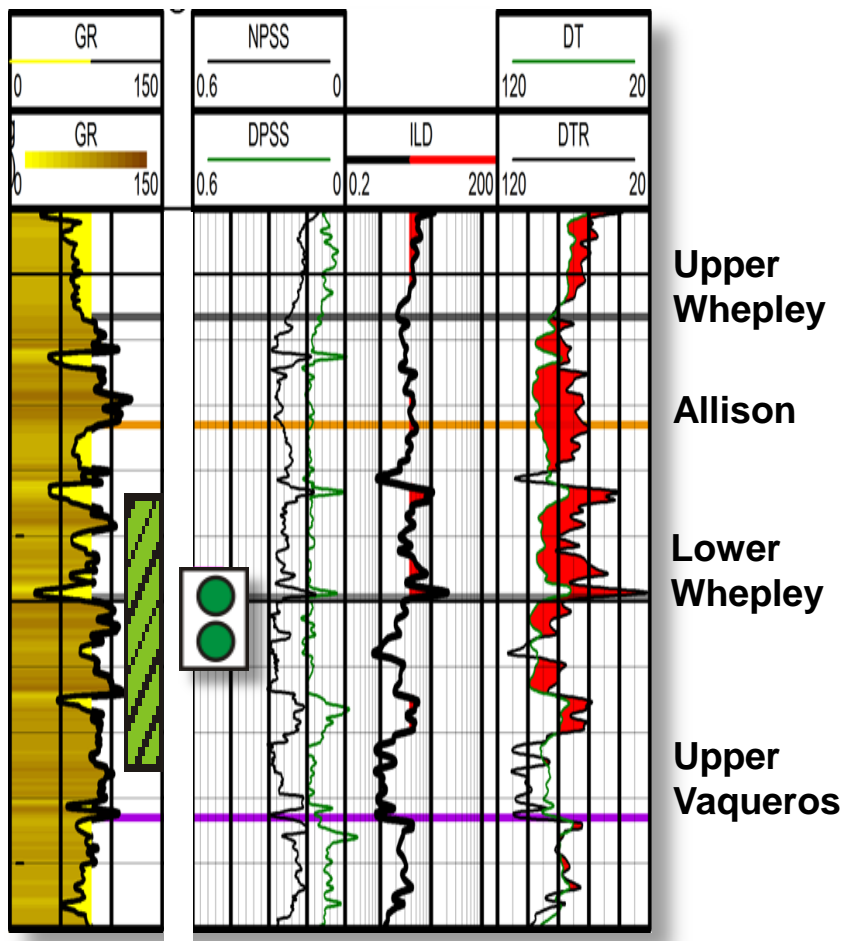 GR
0 150
NPSS
0.6 0
DT
120 20
GR
0 150
DPSS
0.6 0
ILD
0.2 200
DTR
120 20
Upper
Whepley
Allison
Lower
Whepley
Upper
Vaqueros